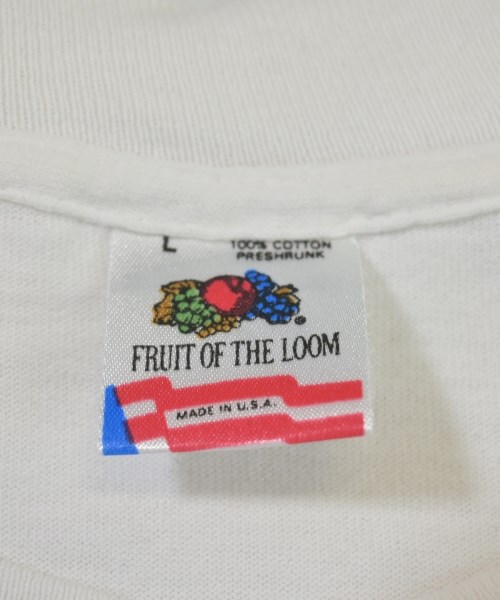 L
100% COTTON
PRESHRUNK
®
FRUIT OF THE LOOM
MADE IN U.S.A.